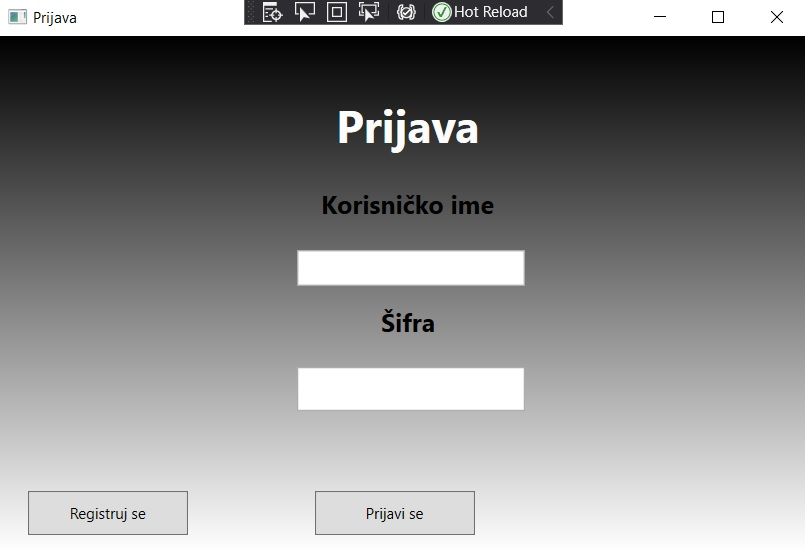 Prijava
Hot Reload
Prijava
Korisničko ime
Šifra
Registruj se
Prijavi se